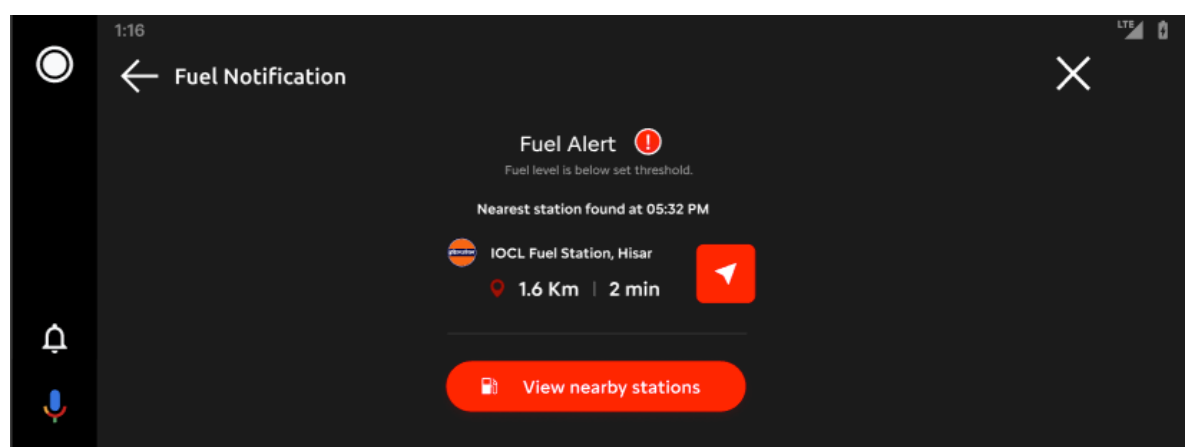 1:16
LTE
Fuel Notification
Fuel Alert
Fuel level is below set threshold.
Nearest station found at 05:32 PM
IOCL Fuel Station, Hisar
1.6 Km | 2 min
View nearby stations